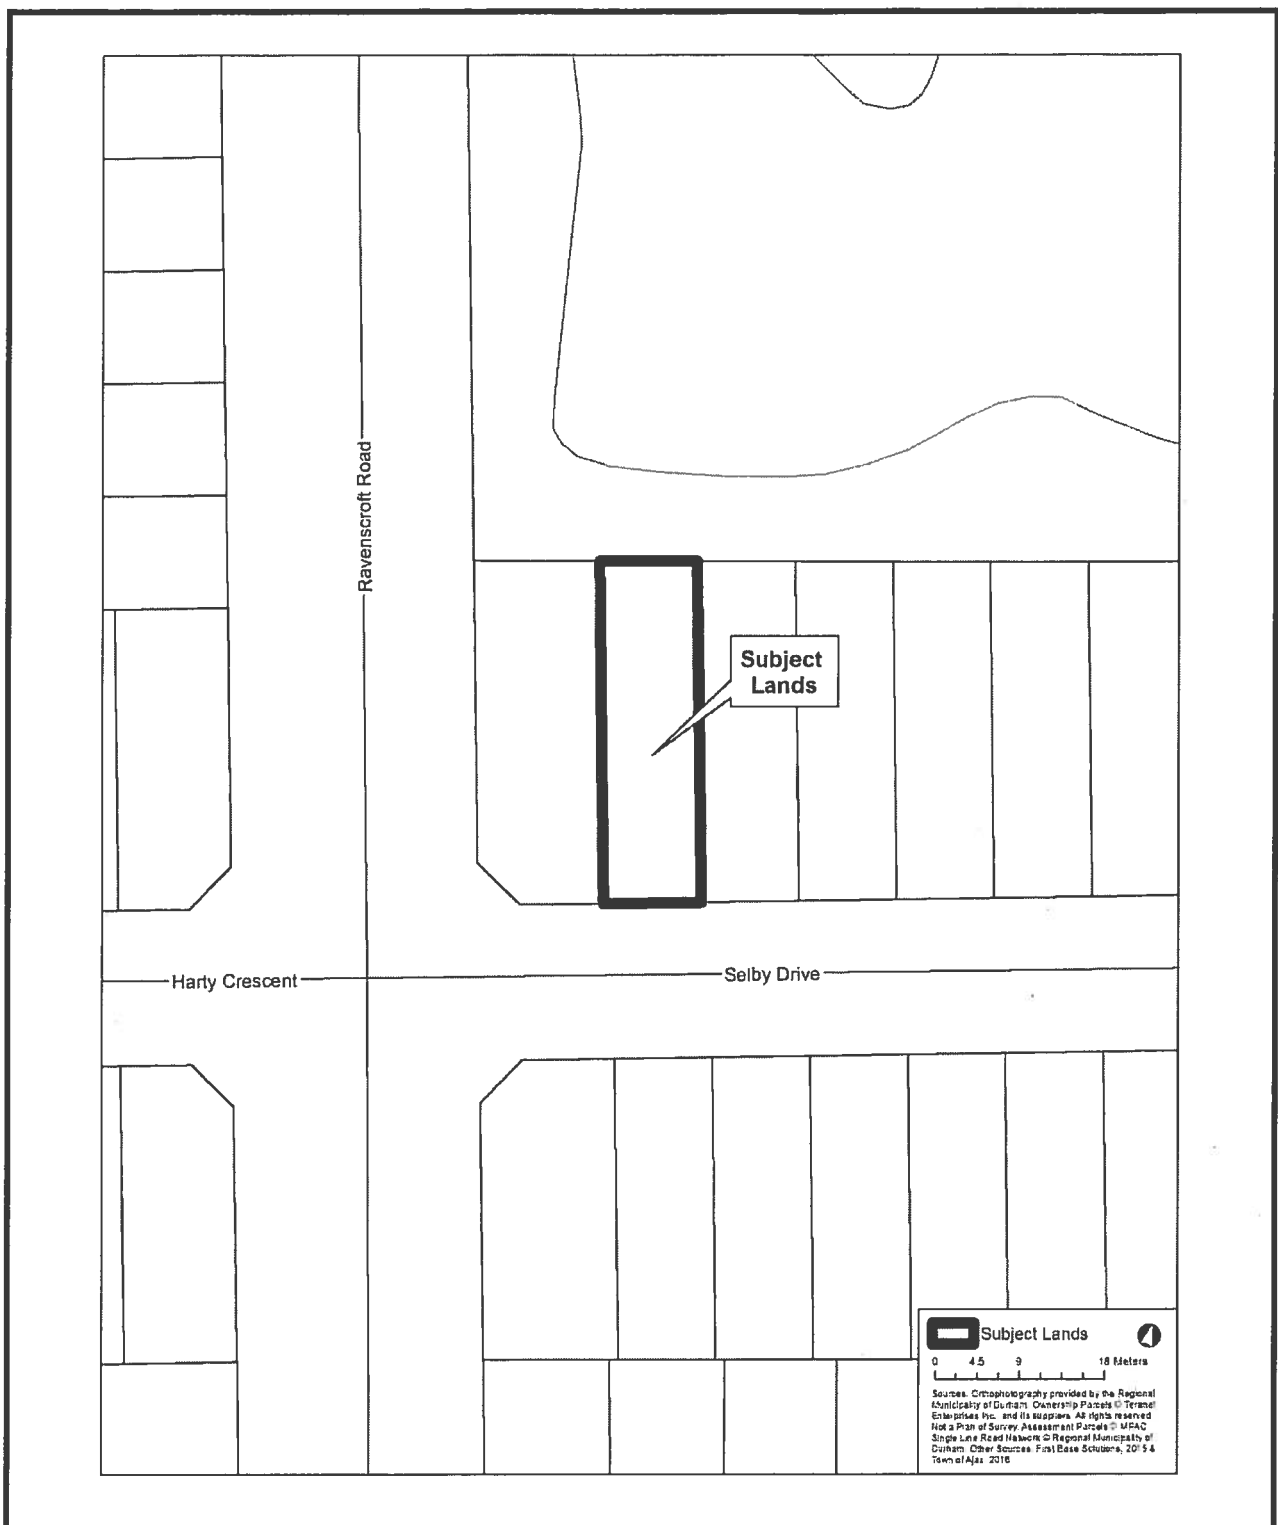 Ravenscroft Road
Subject
Lands
Harty Crescent
Selby Drive
Subject Lands
0 4.5 9 18 Meters
Sources: Orthophotography provided by the Regional
Municipality of Durham. Ownership Parcels © Teranet
Enterprises Inc. and its suppliers. All rights reserved
Not a Plan of Survey. Assessment Parcels © MPAC
Single Line Road Network © Regional Municipality of
Durham. Other Sources: First Base Solutions, 2015 &
Town of Ajax 2016